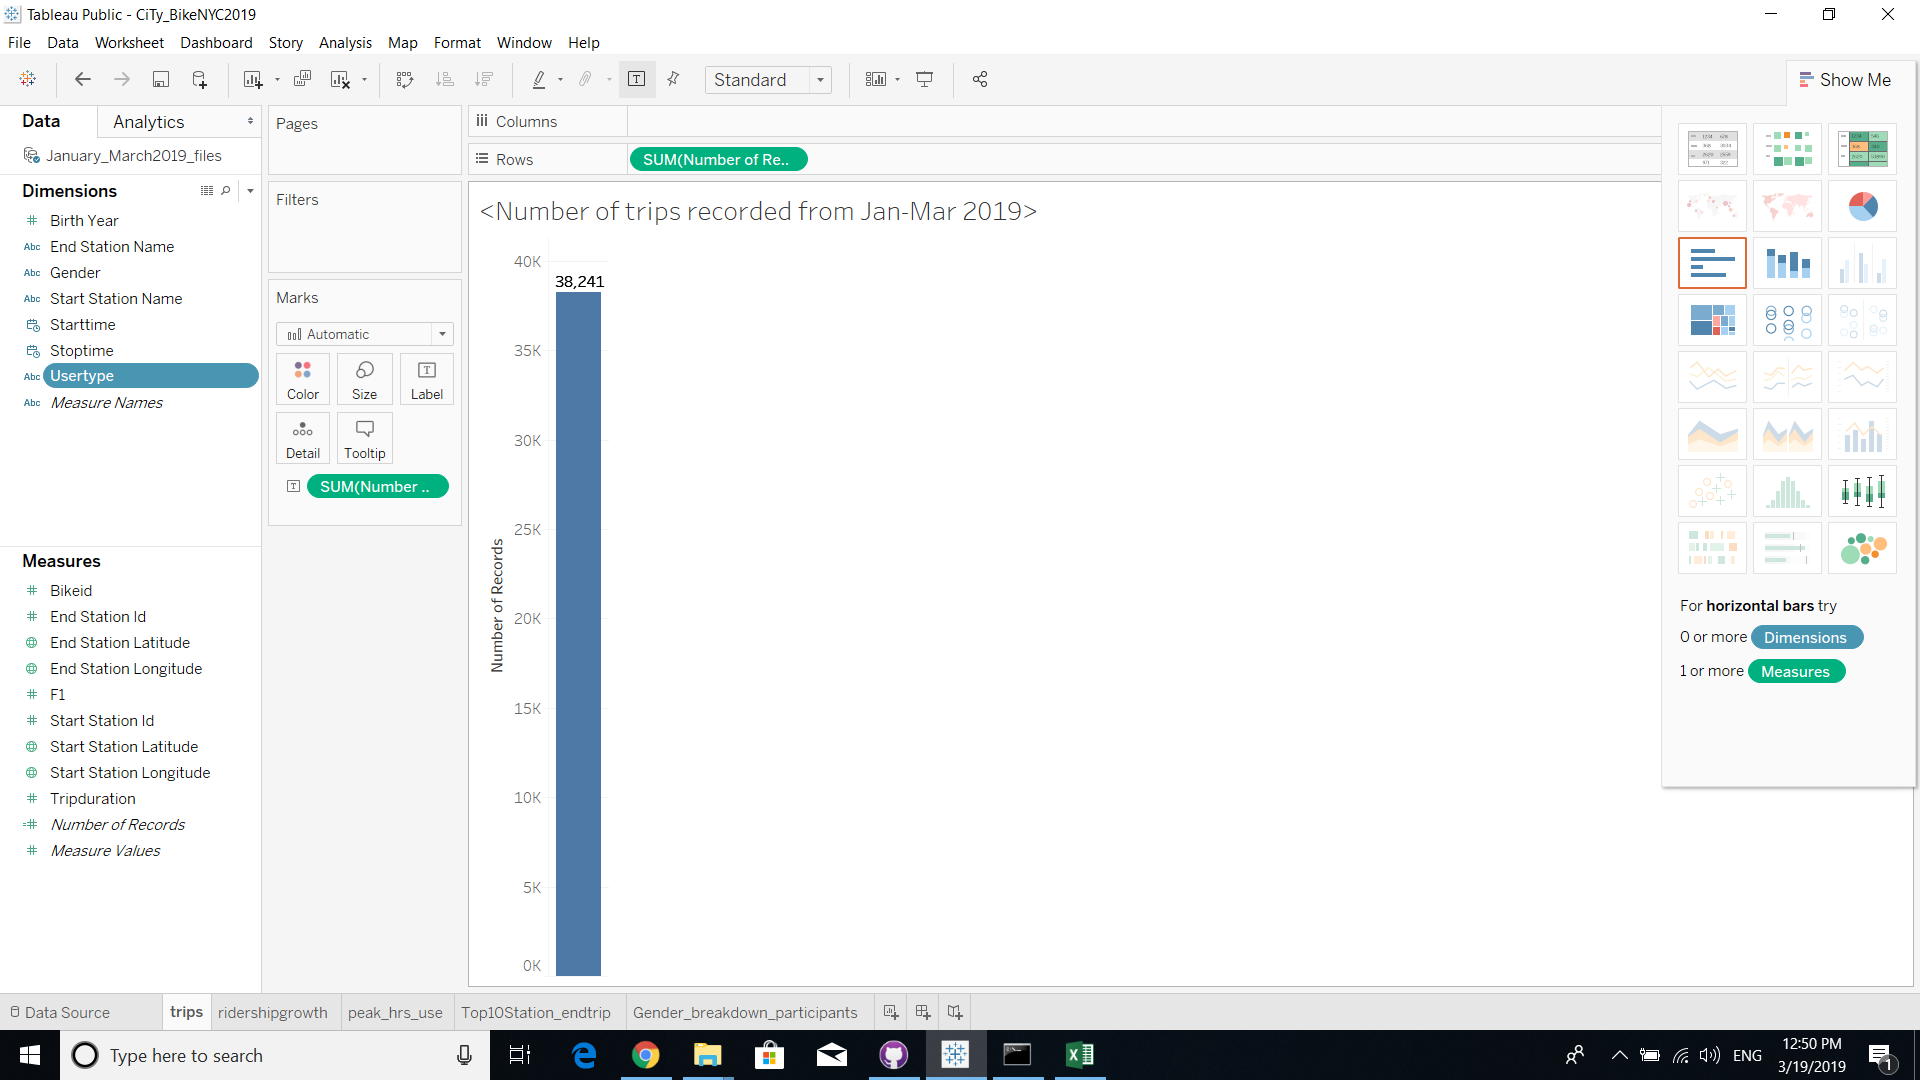 Tableau Public - CiTy_BikeNYC2019
File Data Worksheet Dashboard Story Analysis Map Format Window Help
Standard
Show Me
Data
Analytics
January_March2019_files
Dimensions
Birth Year
Abc End Station Name
Abc Gender
Abc Start Station Name
Starttime
Stoptime
Abc Usertype
Abc Measure Names
Measures
Bikeid
End Station Id
End Station Latitude
End Station Longitude
F1
Start Station Id
Start Station Latitude
Start Station Longitude
Tripduration
Number of Records
Measure Values
Pages
Filters
Marks
Automatic
Color Size Label
Detail Tooltip
SUM(Number ..
Columns
Rows SUM(Number of Re..
<Number of trips recorded from Jan-Mar 2019>
Number of Records
40K
38,241
35K
30K
25K
20K
15K
10K
5K
0K
For horizontal bars try
0 or more Dimensions
1 or more Measures
Data Source trips ridershipgrowth peak_hrs_use Top10Station_endtrip Gender_breakdown_participants
Type here to search
ENG
12:50 PM
3/19/2019
1